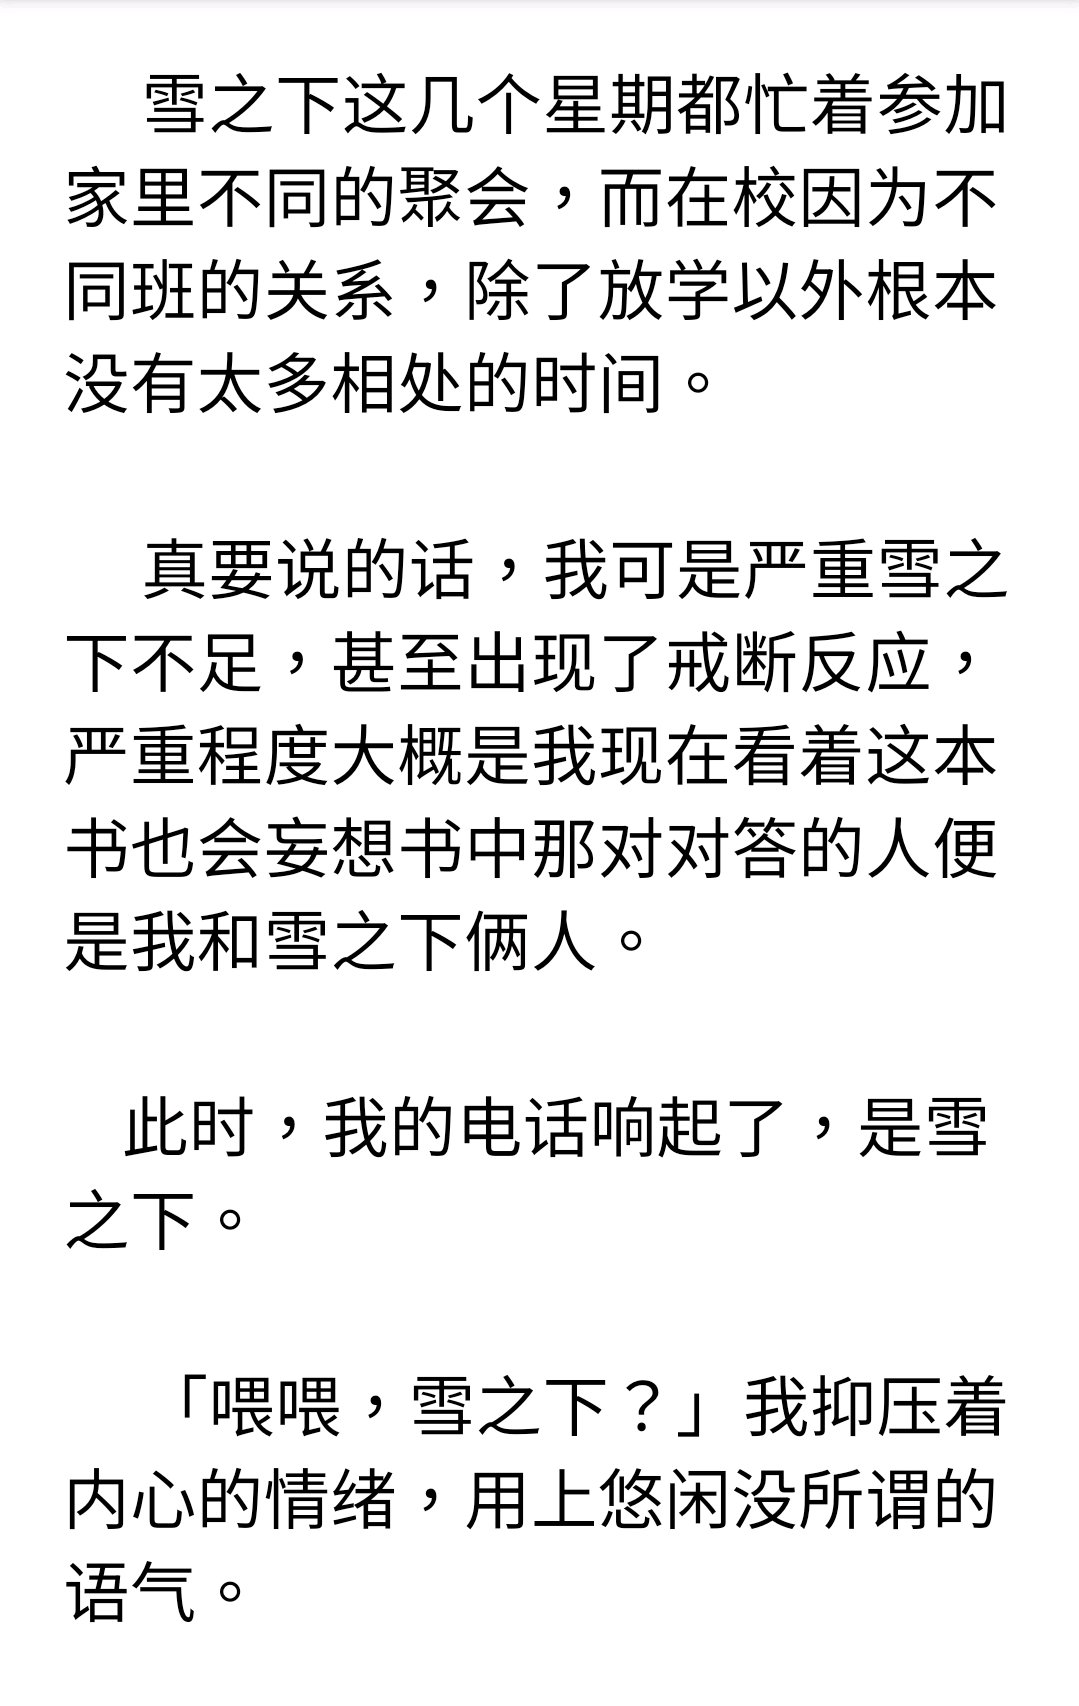 雪之下这几个星期都忙着参加
家里不同的聚会，而在校因为不
同班的关系，除了放学以外根本
没有太多相处的时间。
真要说的话，我可是严重雪之
下不足，甚至出现了戒断反应，
严重程度大概是我现在看着这本
书也会妄想书中那对对答的人便
是我和雪之下俩人。
此时，我的电话响起了，是雪
之下。
「喂喂，雪之下？」我抑压着
内心的情绪，用上悠闲没所谓的
语气。